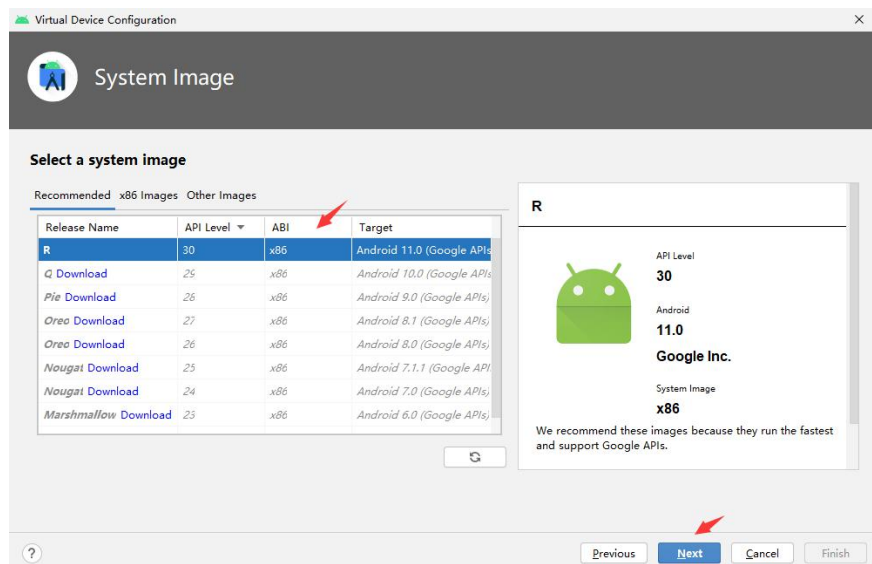 Virtual Device Configuration
System Image
Select a system image
Recommended x86 Images Other Images
Release Name API Level ABI Target
R 30 x86 Android 11.0 (Google APIs
Q Download 29 x86 Android 10.0 (Google APIs
Pie Download 28 x86 Android 9.0 (Google APIs)
Oreo Download 27 x86 Android 8.1 (Google APIs)
Oreo Download 26 x86 Android 8.0 (Google APIs)
Nougat Download 25 x86 Android 7.1.1 (Google API
Nougat Download 24 x86 Android 7.0 (Google APIs)
Marshmallow Download 23 x86 Android 6.0 (Google APIs)
R
API Level
30
Android
11.0
Google Inc.
System Image
x86
We recommend these images because they run the fastest
and support Google APIs.
? Previous Next Cancel Finish